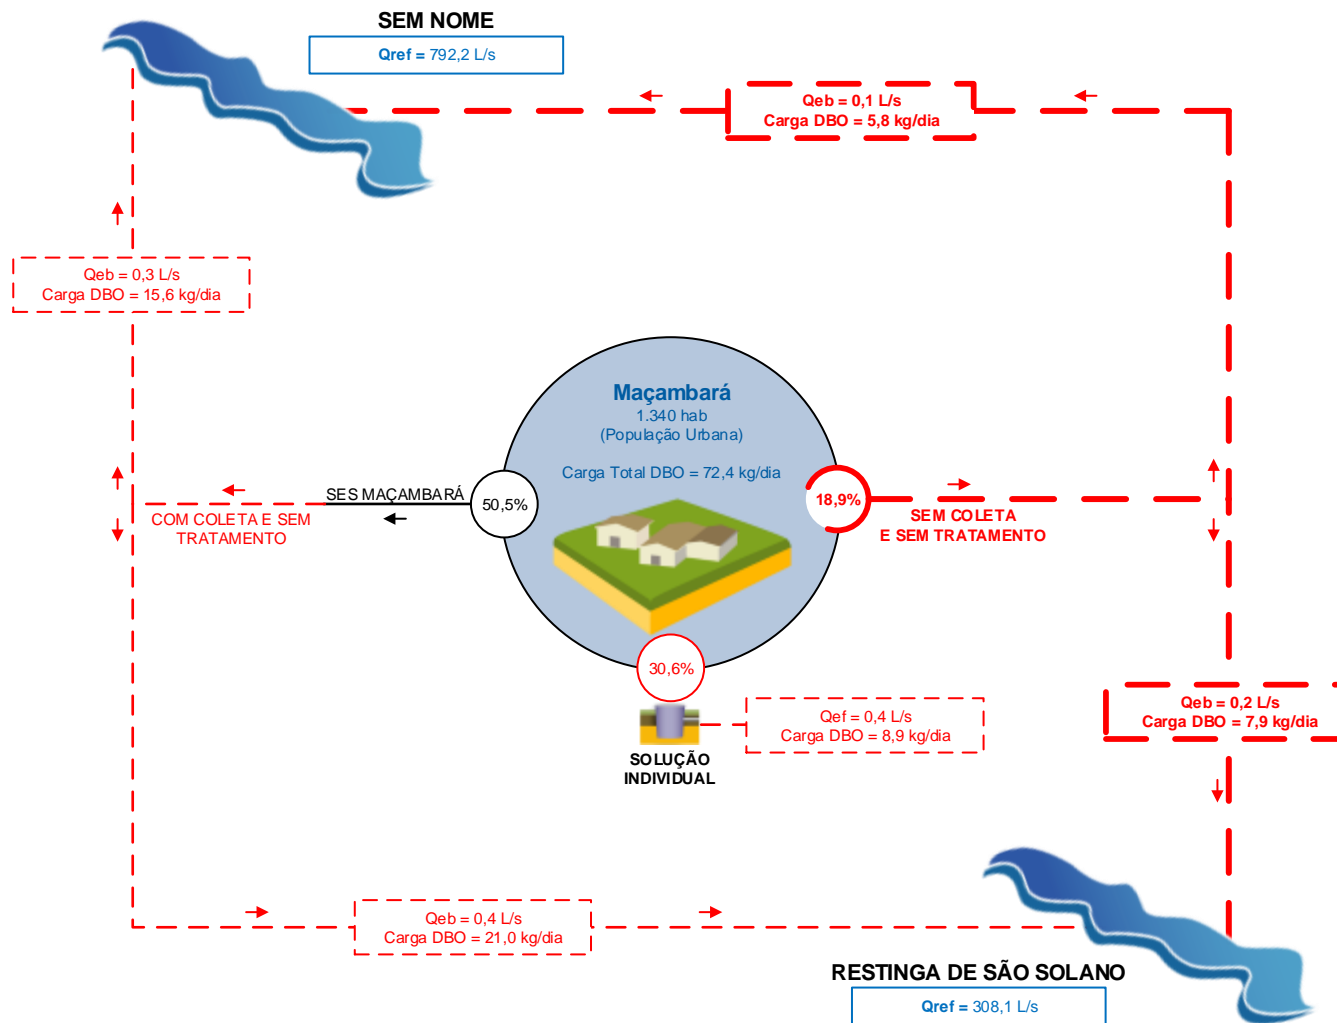 SEM NOME
Qref = 792,2 L/s
Qeb = 0,1 L/s
Carga DBO = 5,8 kg/dia
Qeb = 0,3 L/s
Carga DBO = 15,6 kg/dia
Maçambará
1.340 hab
(População Urbana)
Carga Total DBO = 72,4 kg/dia
SES MAÇAMBARÁ
50,5%
18,9%
COM COLETA E SEM
TRATAMENTO
SEM COLETA
E SEM TRATAMENTO
30,6%
Qef = 0,4 L/s
Carga DBO = 8,9 kg/dia
SOLUÇÃO
INDIVIDUAL
Qeb = 0,2 L/s
Carga DBO = 7,9 kg/dia
Qeb = 0,4 L/s
Carga DBO = 21,0 kg/dia
RESTINGA DE SÃO SOLANO
Qref = 308,1 L/s